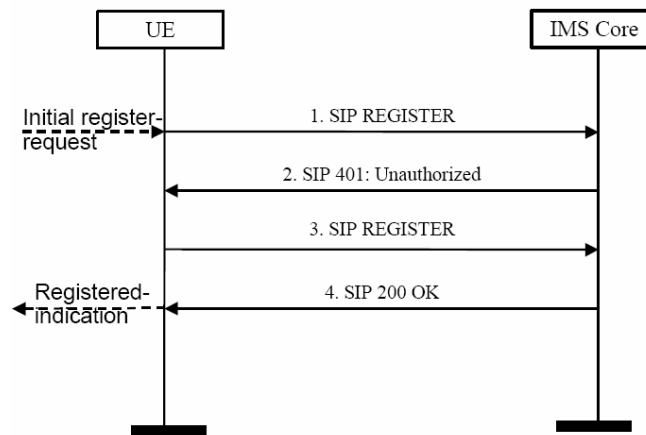 UE
IMS Core
Initial register-
request
1. SIP REGISTER
2. SIP 401: Unauthorized
3. SIP REGISTER
Registered-
indication
4. SIP 200 OK